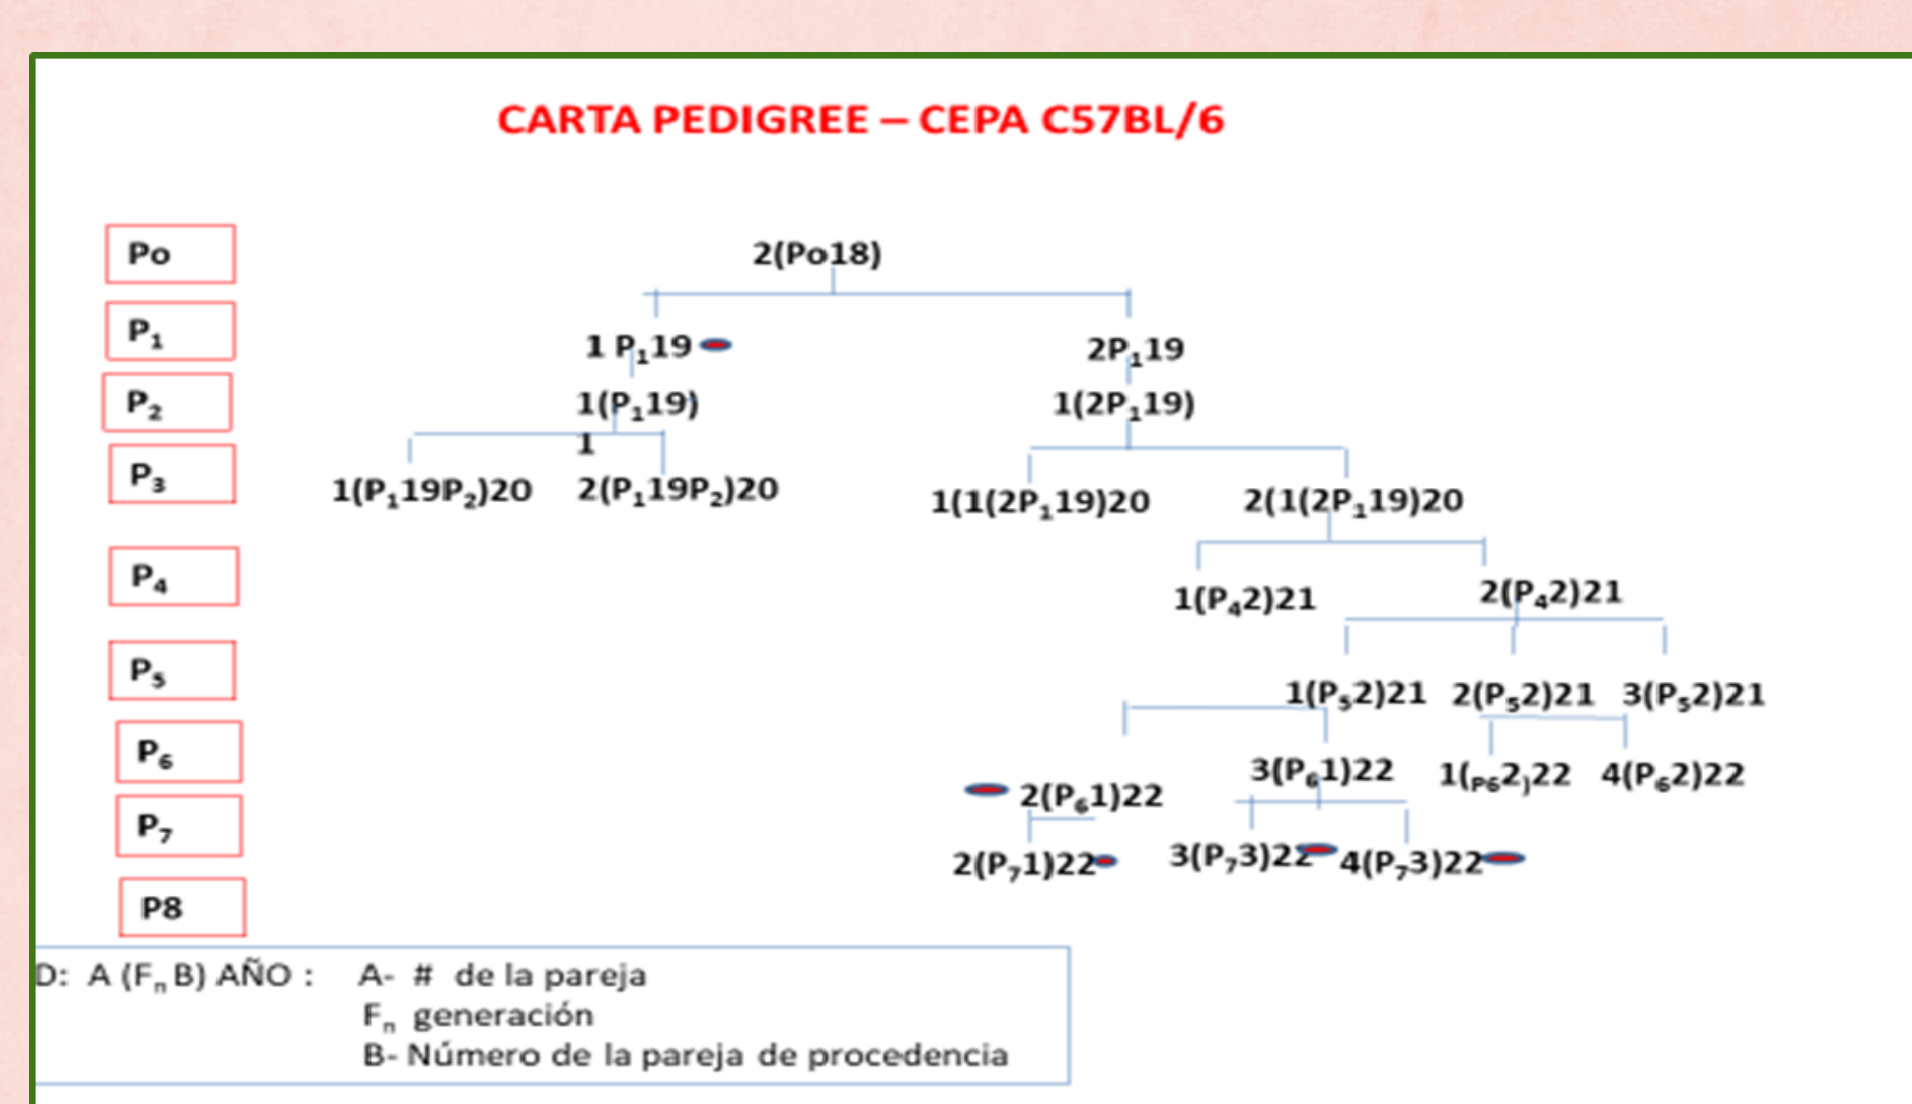 CARTA PEDIGREE – CEPA C57BL/6
Po
2(Po18)
P₁
1 P₁19
2P₁19
P₂
1(P₁19)
1
1(2P₁19)
P₃
1(P₁19P₂)20
2(P₁19P₂)20
1(1(2P₁19)20
2(1(2P₁19)20
P₄
1(P₄2)21
2(P₄2)21
P₅
1(P₅2)21
2(P₅2)21
3(P₅2)21
P₆
2(P₆1)22
3(P₆1)22
1(P62)22
4(P₆2)22
P₇
2(P₇1)22
3(P₇3)22
4(P₇3)22
P8
D: A (Fₙ B) AÑO : A- # de la pareja
Fₙ generación
B- Número de la pareja de procedencia